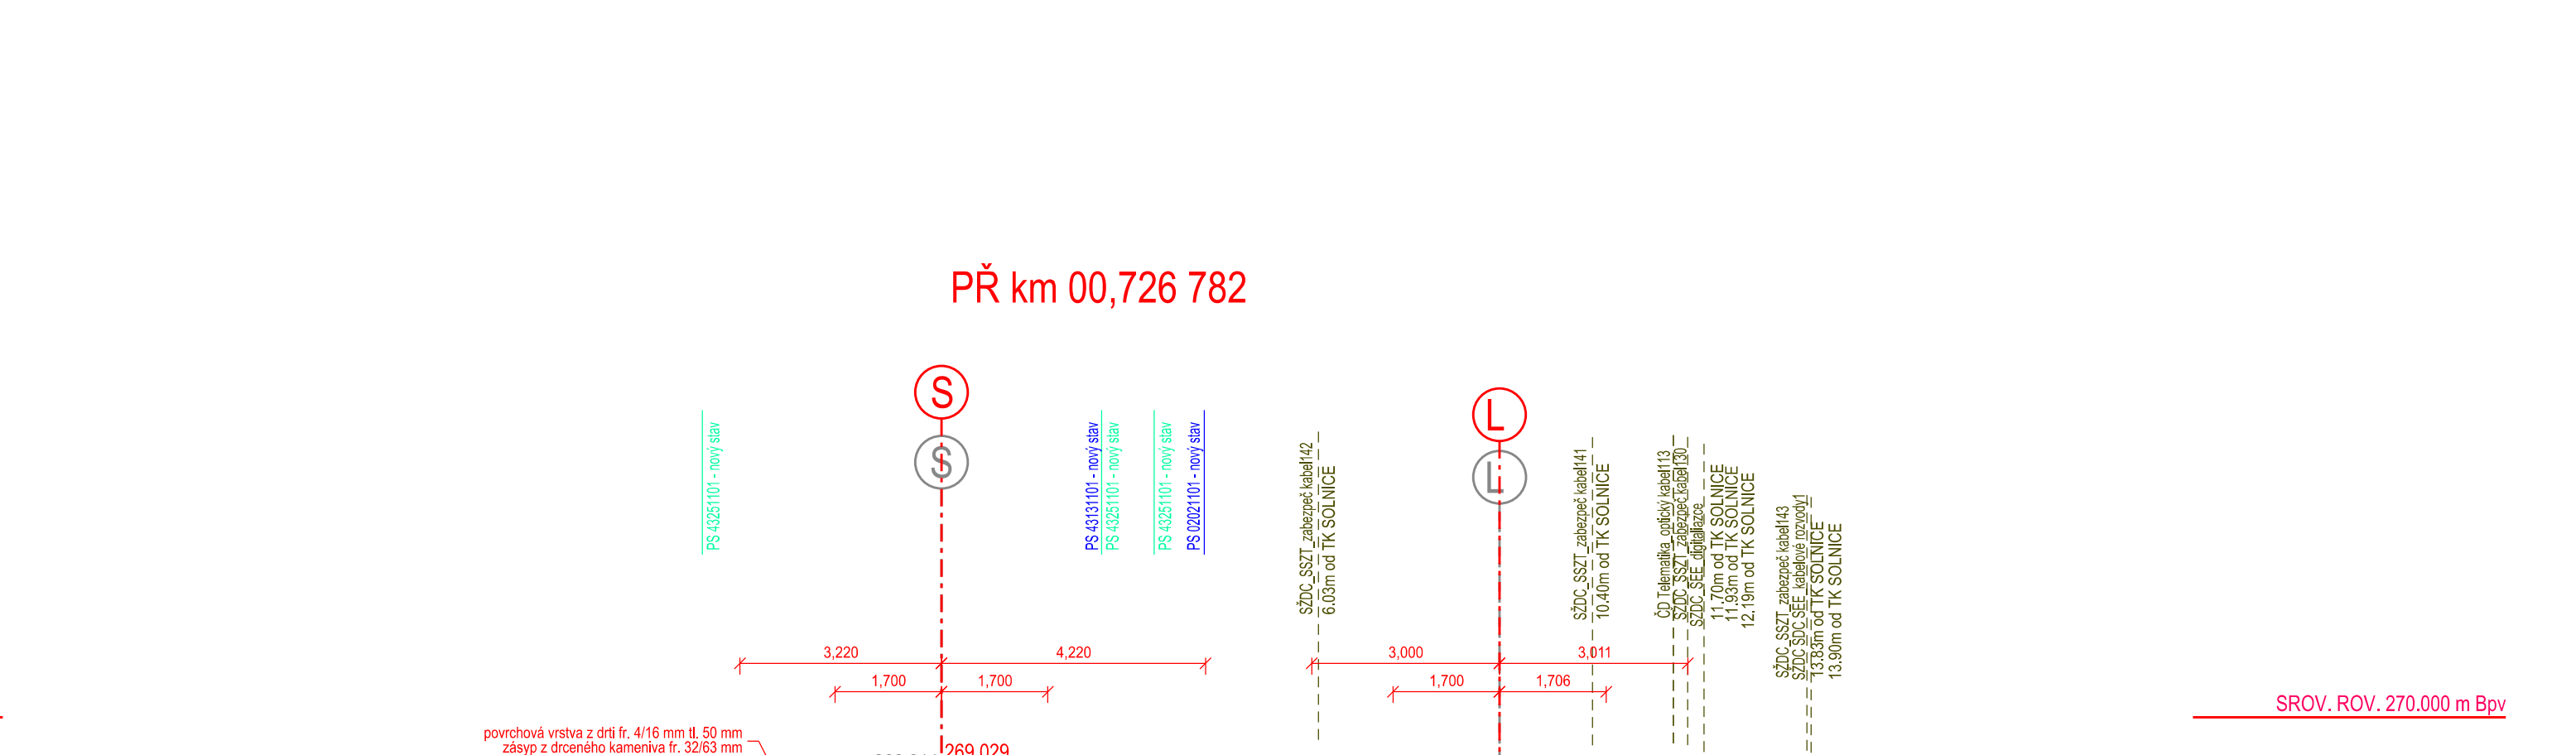 PŘ km 00,726 782
S
S
L
L
PS 43251101 - nový stav
PS 43131101 - nový stav
PS 43251101 - nový stav
PS 43251101 - nový stav
PS 02021101 - nový stav
SŽDC_SSZT_zabezpeč kabel142
6.03m od TK SOLNICE
SŽDC_SSZT_zabezpeč kabel141
10.40m od TK SOLNICE
ČD Telematika_optický kabel113
SŽDC_SSZT_zabezpeč kabel130
SŽDC_SEE_digitaliazce
11.70m od TK SOLNICE
11.93m od TK SOLNICE
12.19m od TK SOLNICE
SŽDC_SSZT_zabezpeč kabel143
SŽDC SDC SEE_kabelové rozvody1
13.83m od TK SOLNICE
13.90m od TK SOLNICE
3,220
4,220
3,000
3,011
1,700
1,700
1,700
1,706
SROV. ROV. 270.000 m Bpv
povrchová vrstva z drti fr. 4/16 mm tl. 50 mm
zásyp z drceného kameniva fr. 32/63 mm
269.029